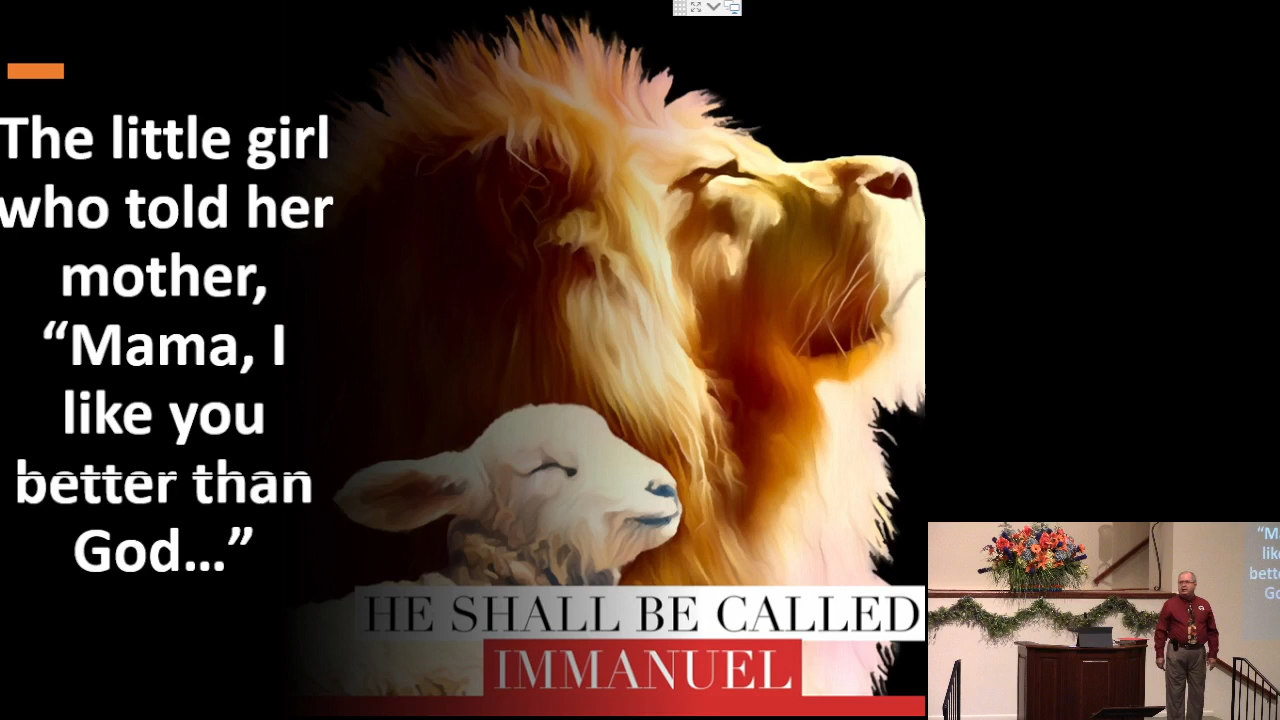 The little girl
who told her
mother,
“Mama, I
like you
better than
God...”
HE SHALL BE CALLED
IMMANUEL